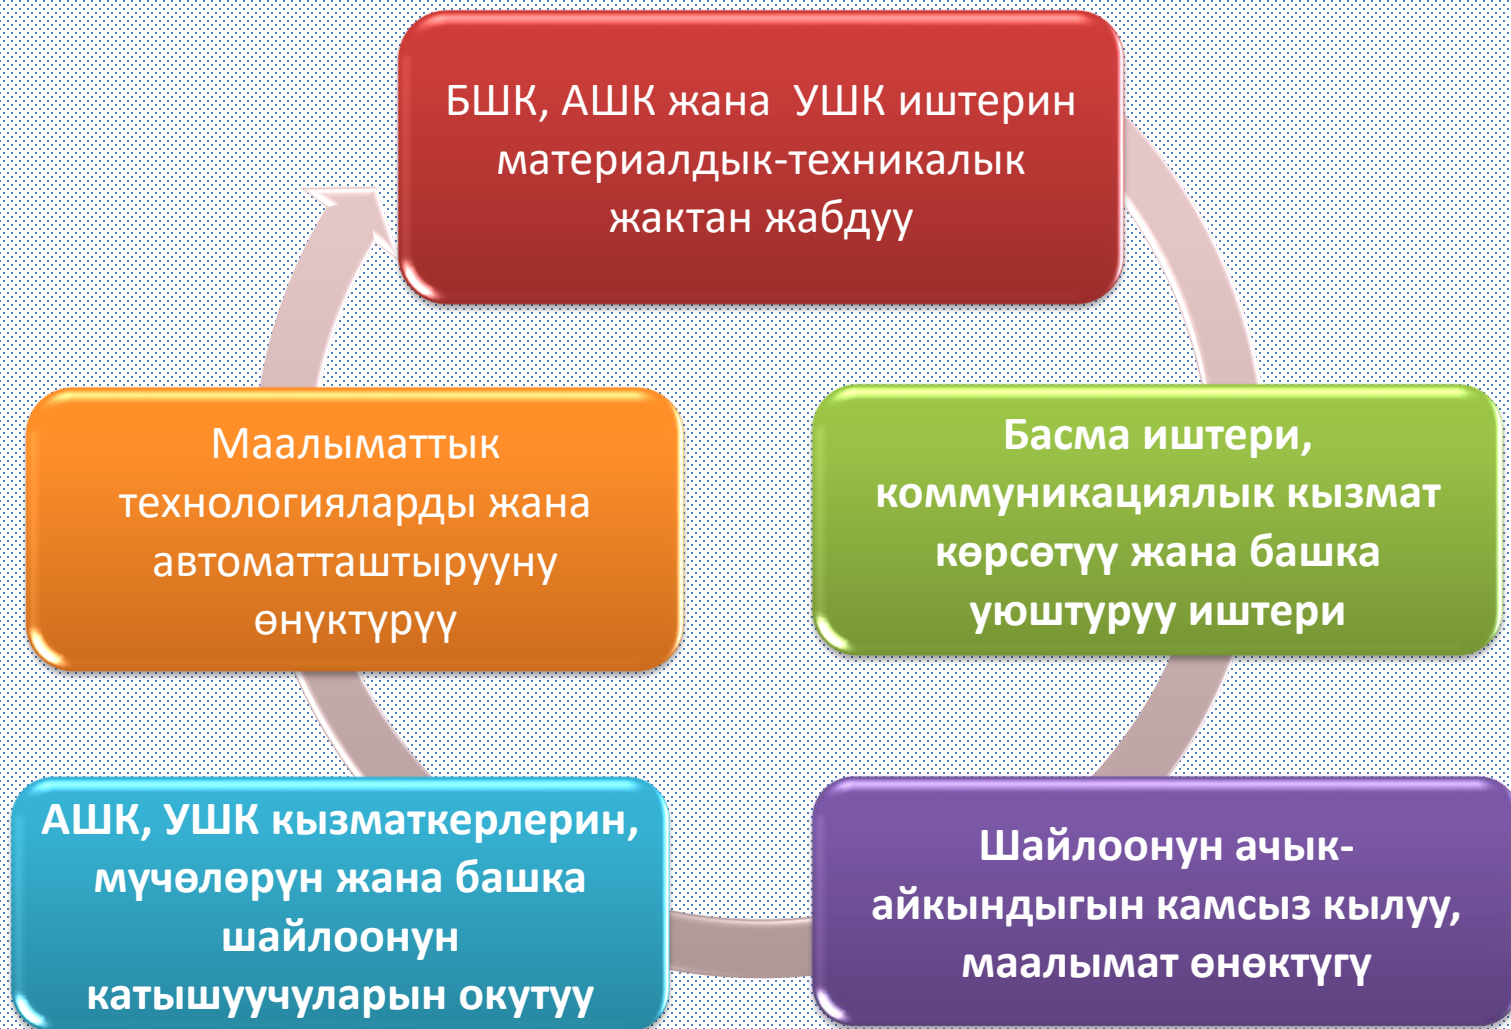 БШК, АШК жана УШК иштерин
материалдык-техникалык
жактан жабдуу
Басма иштери,
коммуникациялык кызмат
көрсөтүү жана башка
уюштуруу иштери
Шайлоонун ачык-
айкындыгын камсыз кылуу,
маалымат өнөктүгү
АШК, УШК кызматкерлерин,
мүчөлөрүн жана башка
шайлоонун
катышуучуларын окутуу
Маалыматтык
технологияларды жана
автоматташтырууну
өнүктүрүү